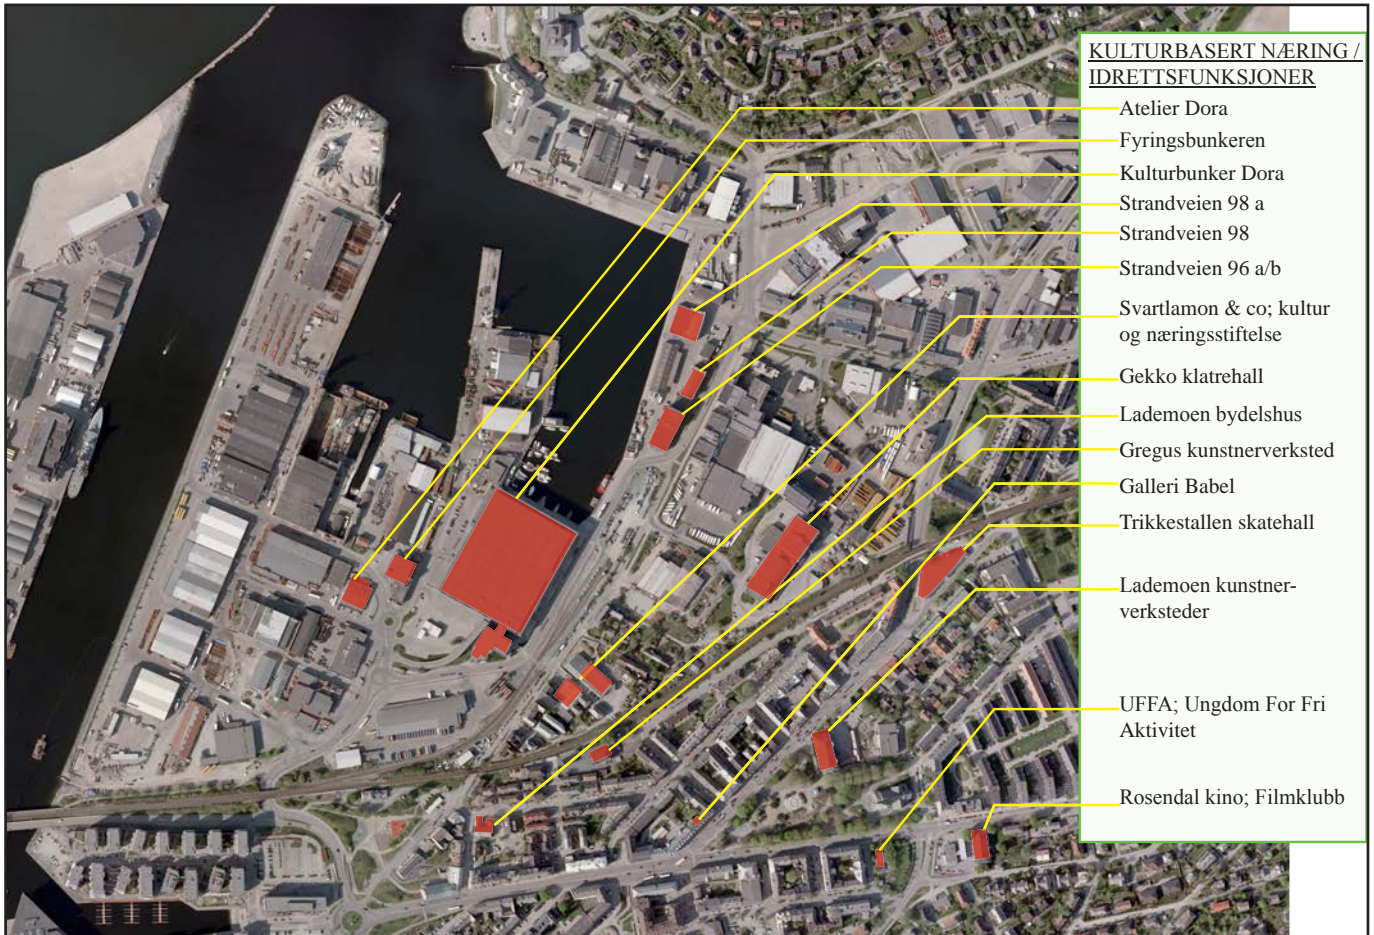 KULTURBASERT NÆRING /
IDRETTSFUNKSJONER
Atelier Dora
Fyringsbunkeren
Kulturbunker Dora
Strandveien 98 a
Strandveien 98
Strandveien 96 a/b
Svartlamon & co; kultur
og næringsstiftelse
Gekko klatrehall
Lademoen bydelshus
Gregus kunstnerverksted
Galleri Babel
Trikkestallen skatehall
Lademoen kunstner-
verksteder
UFFA; Ungdom For Fri
Aktivitet
Rosendal kino; Filmklubb